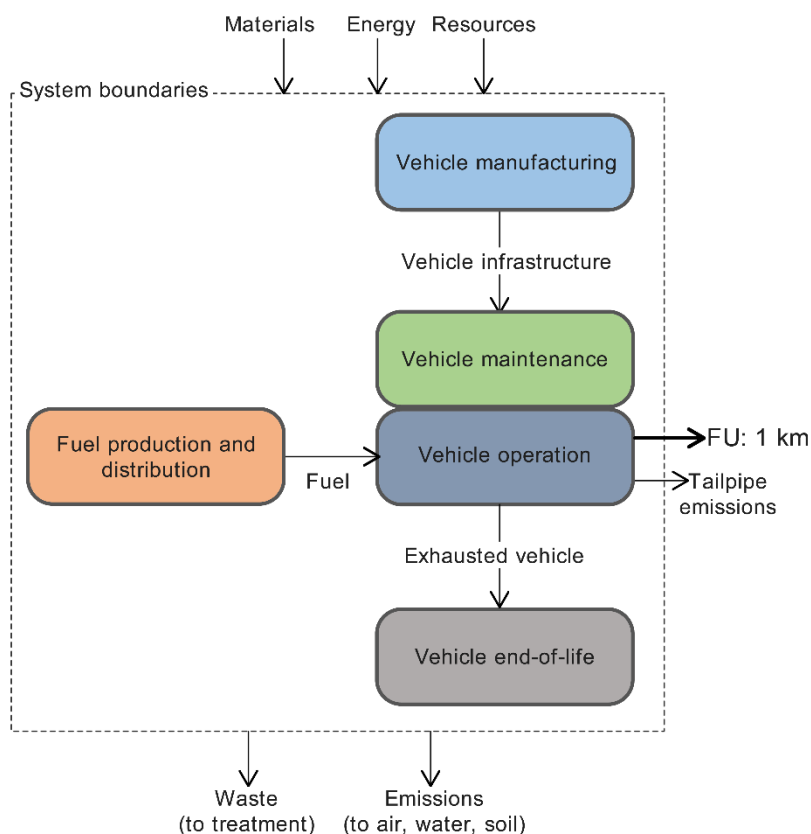 Materials Energy Resources
System boundaries
Vehicle manufacturing
Vehicle infrastructure
Vehicle maintenance
Fuel production and
distribution
Fuel
Vehicle operation
FU: 1 km
Tailpipe
emissions
Exhausted vehicle
Vehicle end-of-life
Waste
(to treatment)
Emissions
(to air, water, soil)